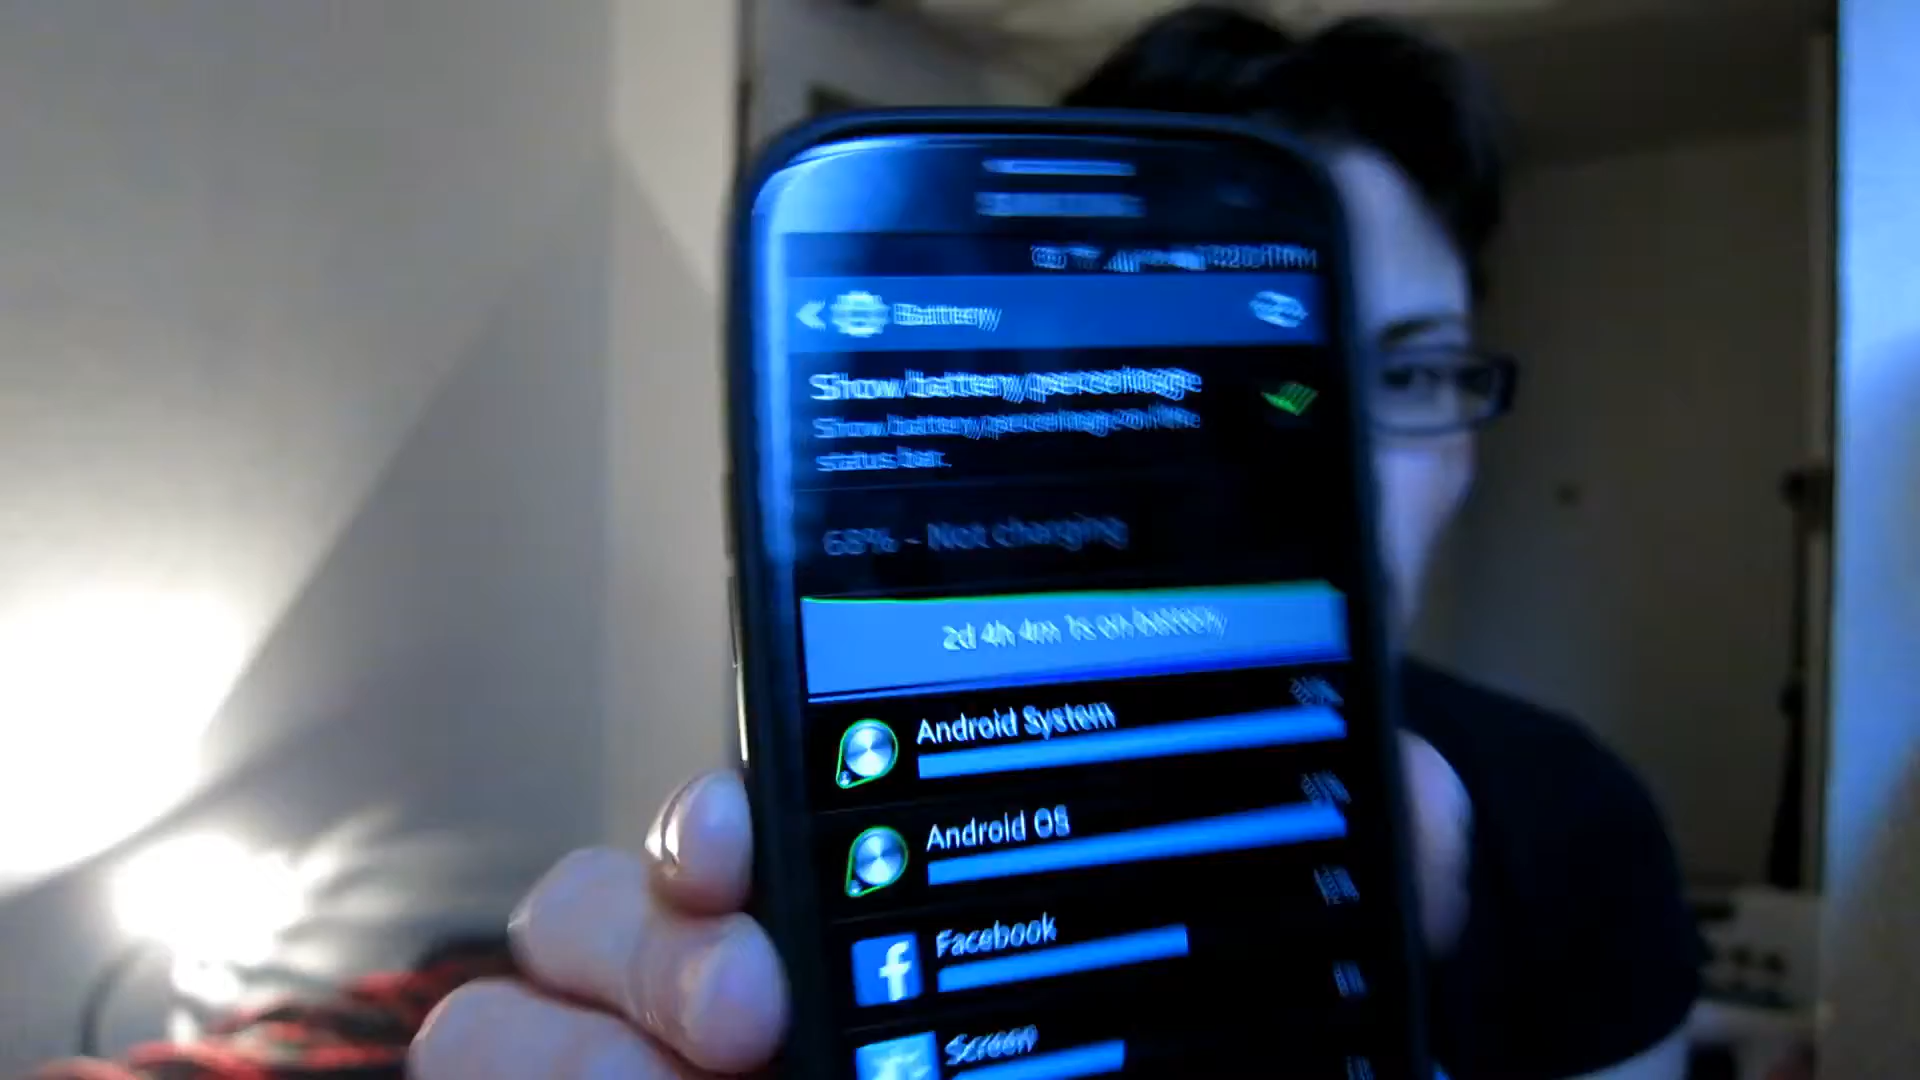 Battery
Show battery percentage
Show battery percentage on the
status bar.
68% - Not charging
2d 4h 4m 1s on battery
Android System
Android OS
Facebook
Screen